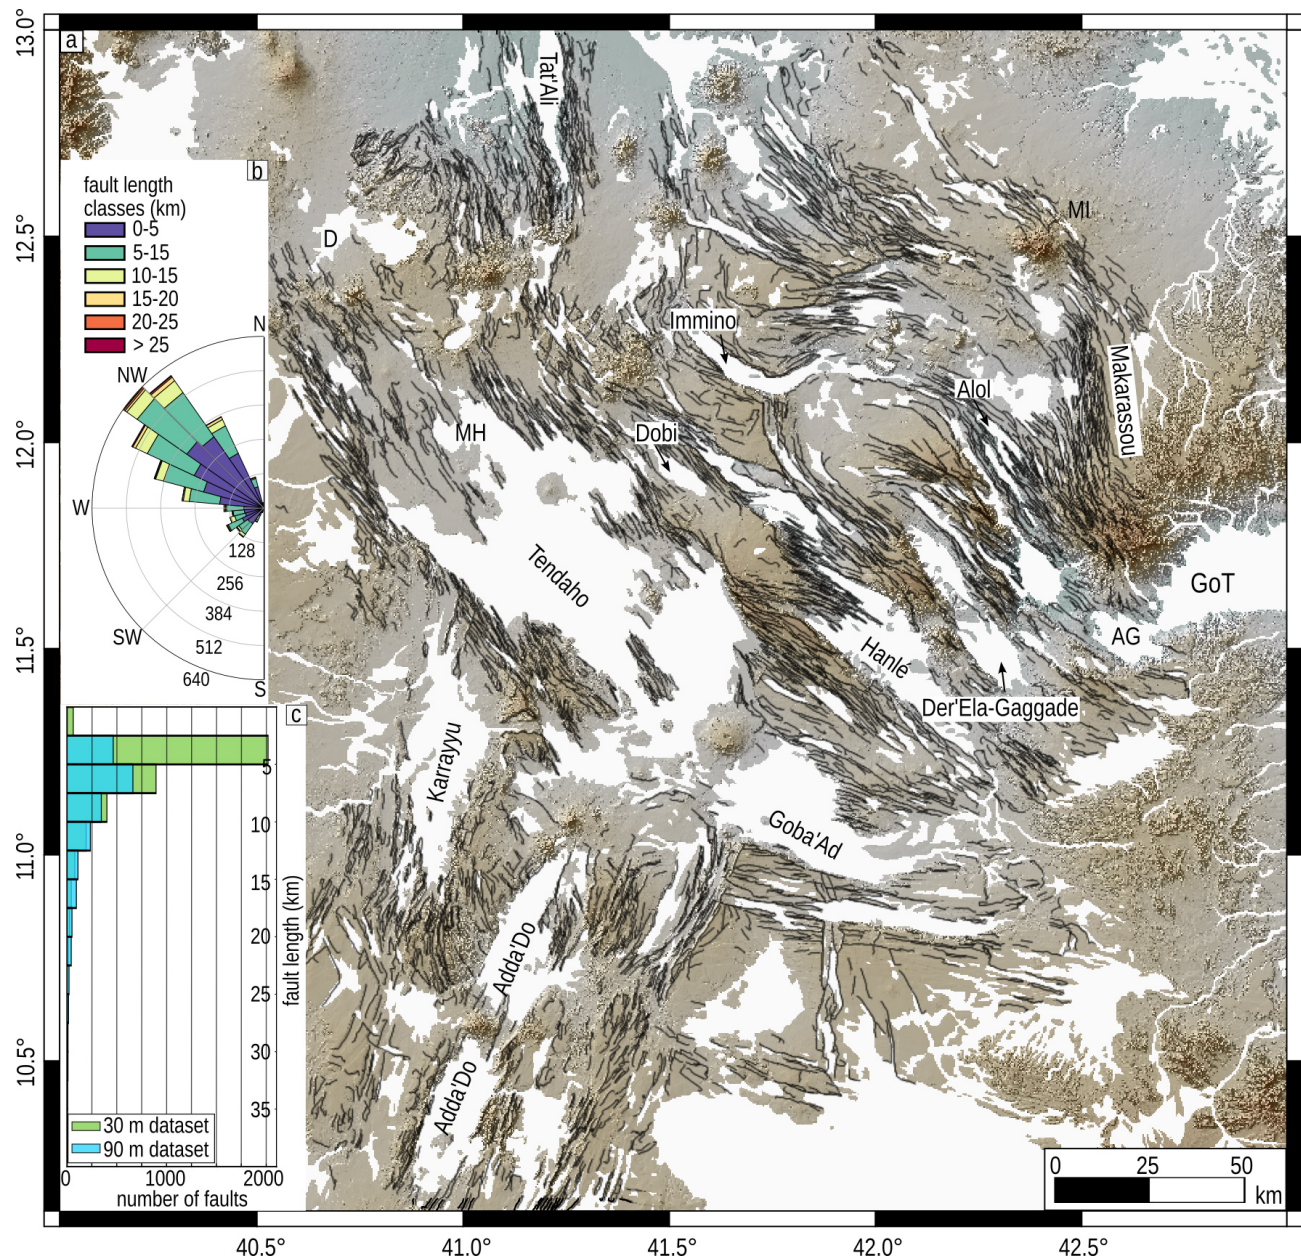 13.0°
12.5°
12.0°
11.5°
11.0°
10.5°
a
Tat'Ali
b
fault length
classes (km)
0-5
5-15
10-15
15-20
20-25
> 25
N
NW
W
SW
S
128
256
384
512
640
D
MI
Immino
Makarassou
Alol
MH
Dobi
Tendaho
GoT
AG
Hanlé
Der'Ela-Gaggade
Karrayyu
Goba'Ad
Adda'Do
Adda'Do
c
5
10
15
20
25
30
35
fault length (km)
30 m dataset
90 m dataset
0
1000
2000
number of faults
0
25
50
km
40.5°
41.0°
41.5°
42.0°
42.5°